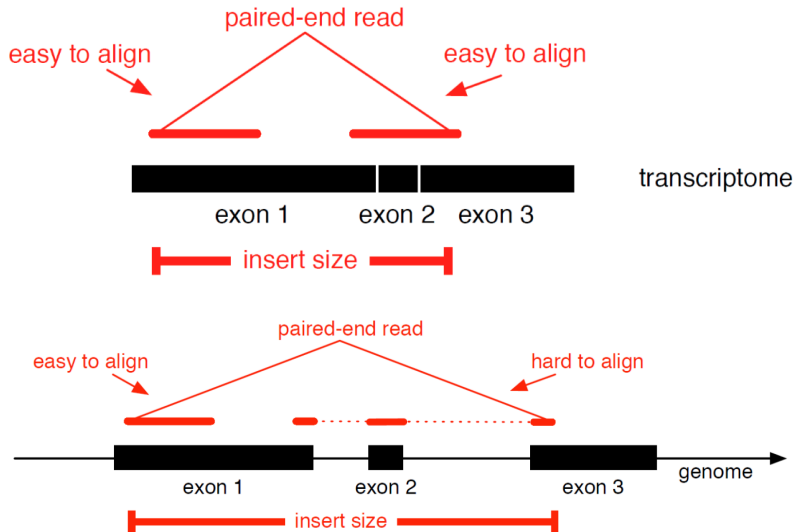 paired-end read
easy to align
easy to align
transcriptome
exon 1
exon 2
exon 3
insert size
paired-end read
easy to align
hard to align
genome
exon 1
exon 2
exon 3
insert size